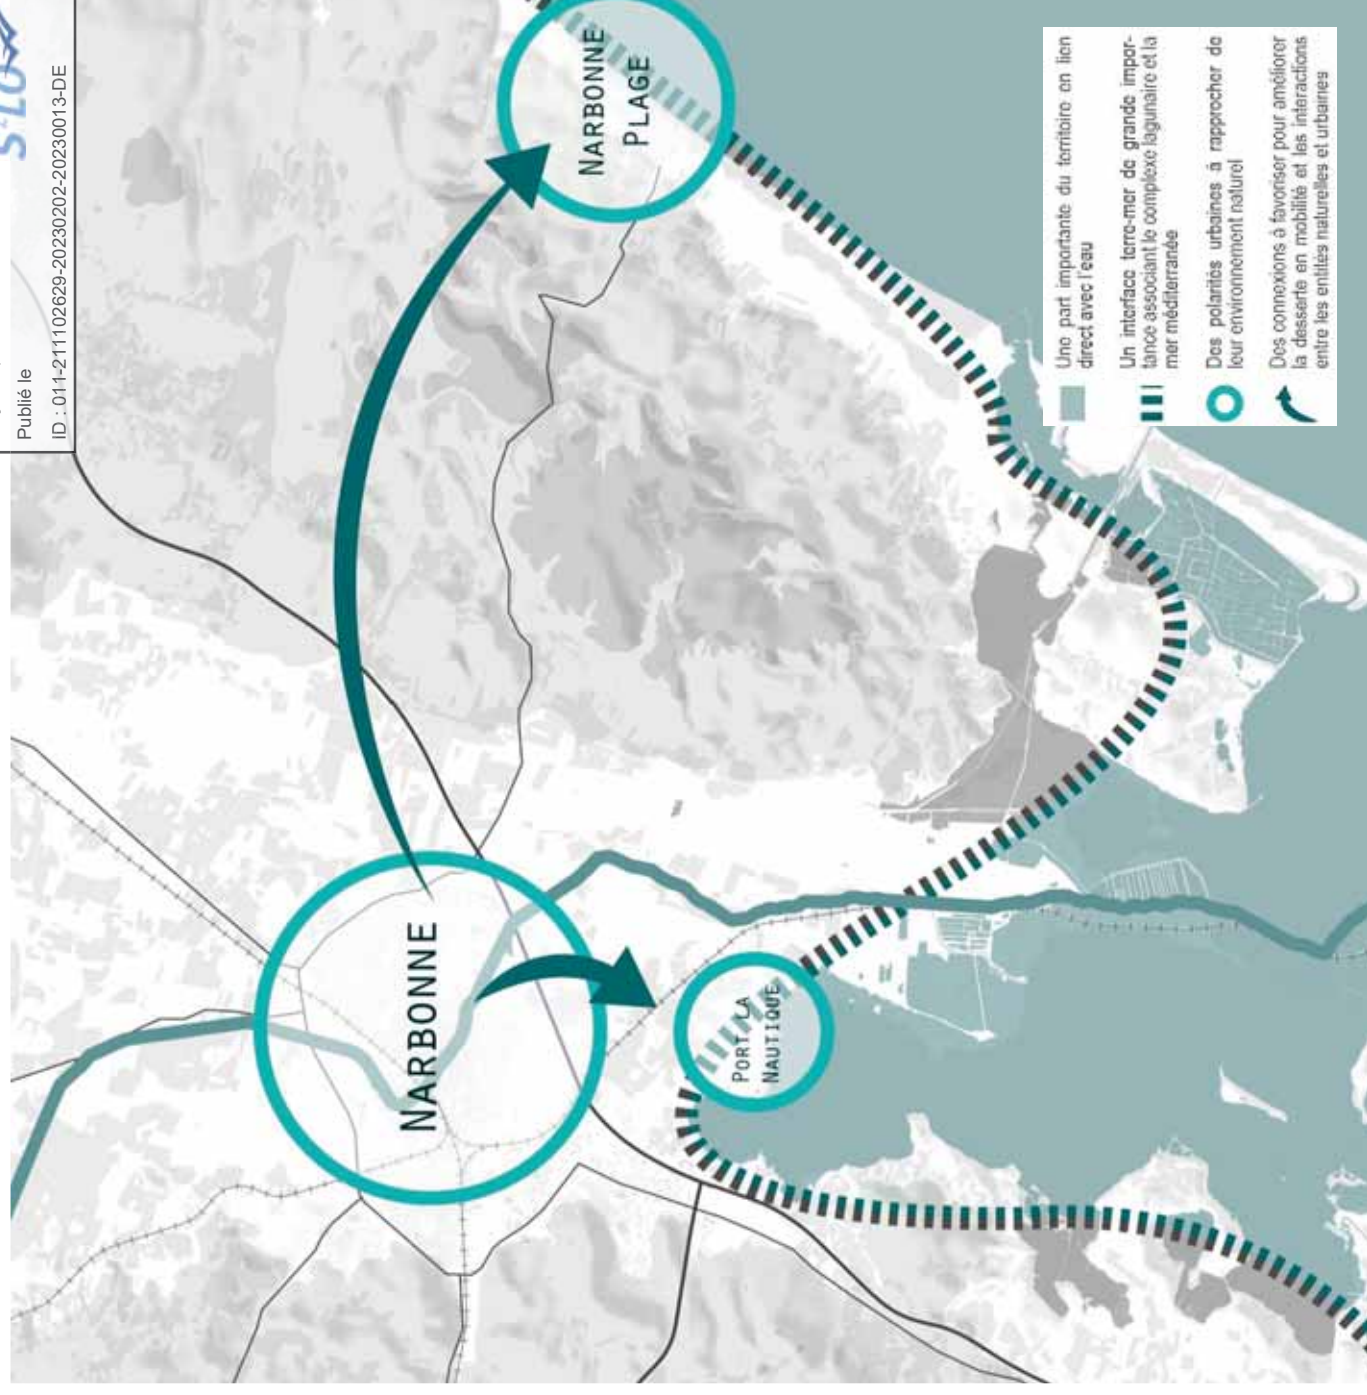 Publié le
ID : 011-211102629-20230202-20230013-DE
S²LO
NARBONNE
PLAGE
NARBONNE
PORT LA
NAUTIQUE
Une part importante du territoire en lien
direct avec l'eau
Un interface terre-mer de grande impor-
tance associant le complexe lagunaire et la
mer méditerranée
Des polarités urbaines à rapprocher de
leur environnement naturel
Des connexions à favoriser pour améliorer
la desserte en mobilité et les interactions
entre les entités naturelles et urbaines